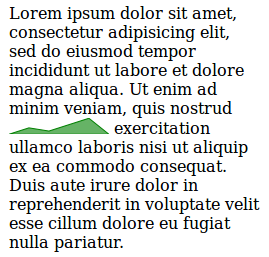 Lorem ipsum dolor sit amet,
consectetur adipisicing elit,
sed do eiusmod tempor
incididunt ut labore et dolore
magna aliqua. Ut enim ad
minim veniam, quis nostrud
exercitation
ullamco laboris nisi ut aliquip
ex ea commodo consequat.
Duis aute irure dolor in
reprehenderit in voluptate velit
esse cillum dolore eu fugiat
nulla pariatur.